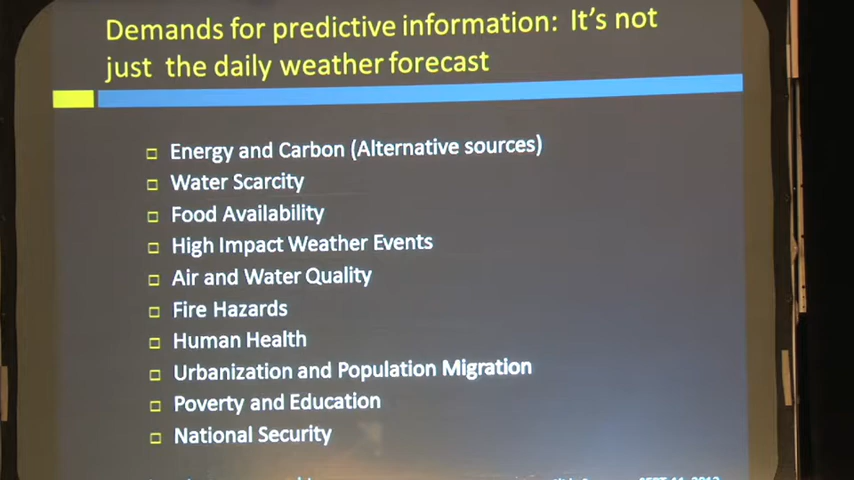 Demands for predictive information: It's not
just the daily weather forecast
Energy and Carbon (Alternative sources)
Water Scarcity
Food Availability
High Impact Weather Events
Air and Water Quality
Fire Hazards
Human Health
Urbanization and Population Migration
Poverty and Education
National Security